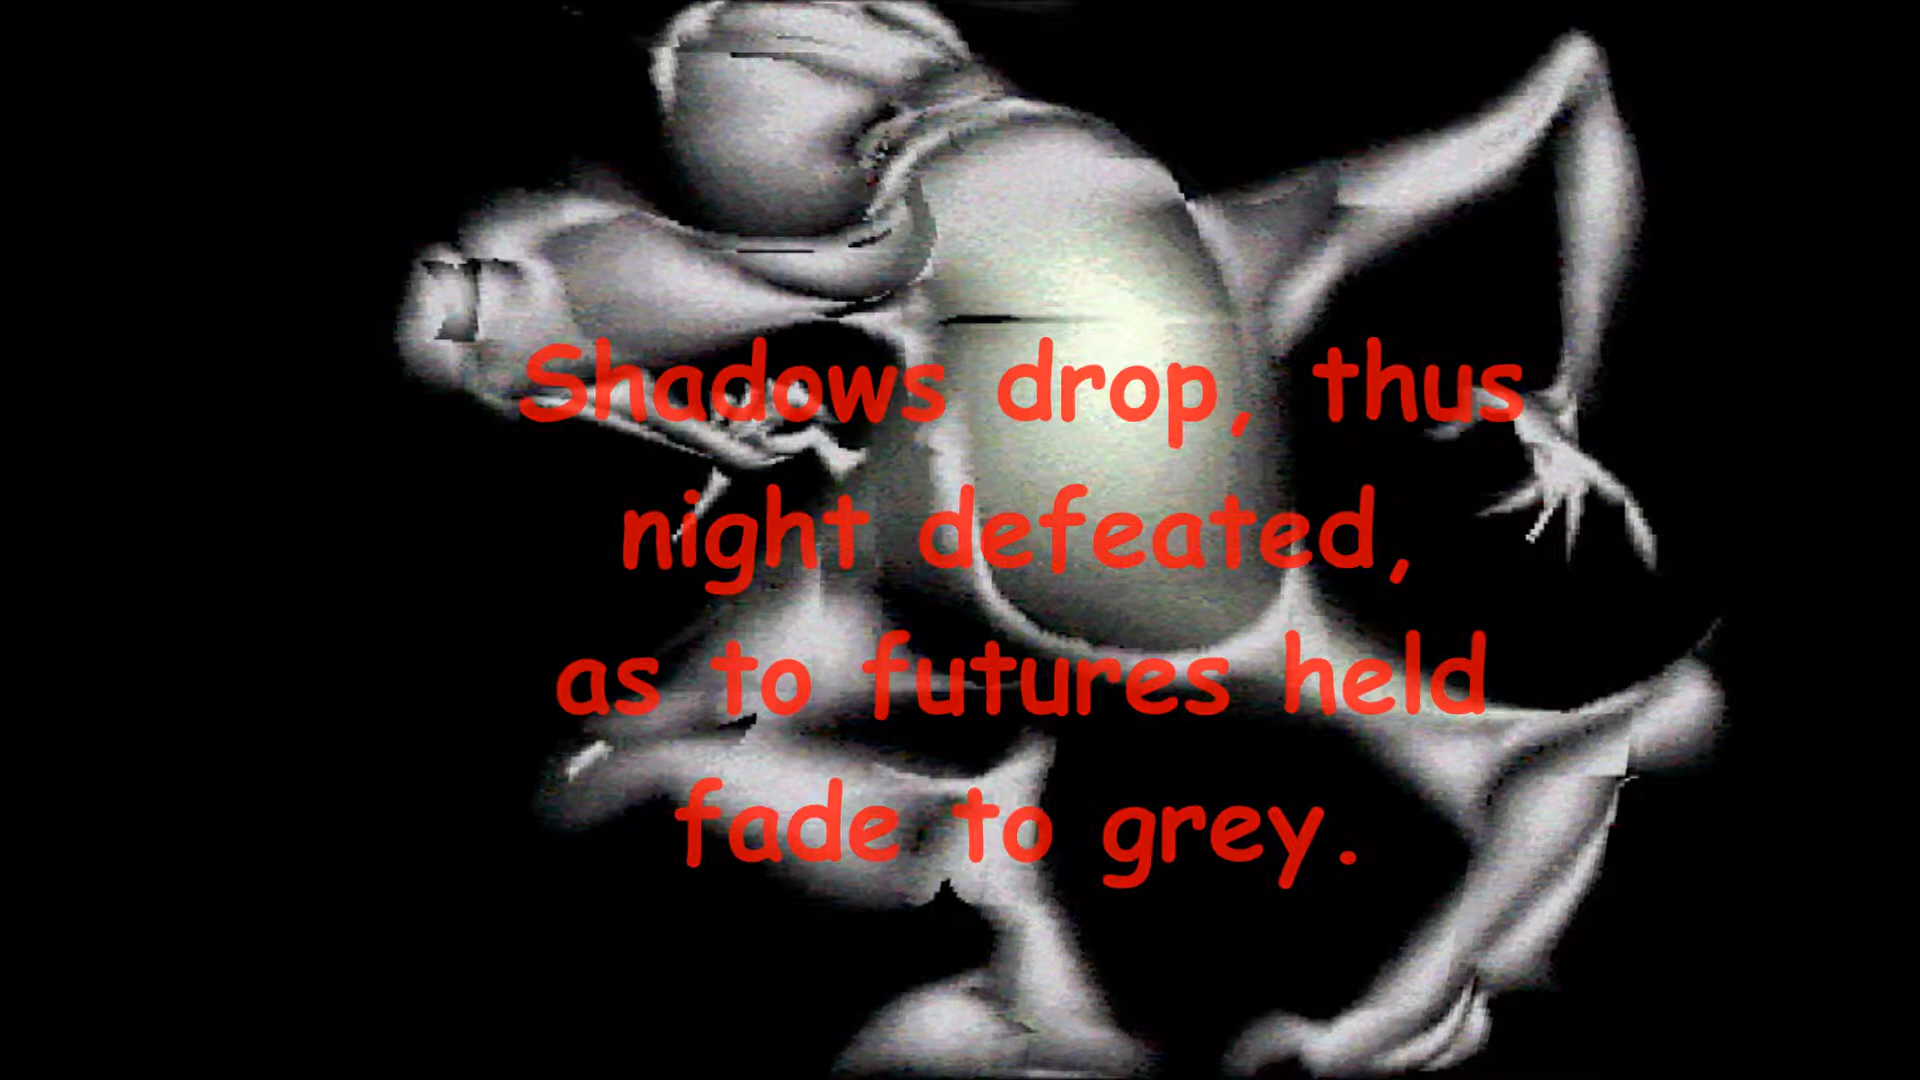 Shadows drop, thus
night defeated,
as to futures held
fade to grey.